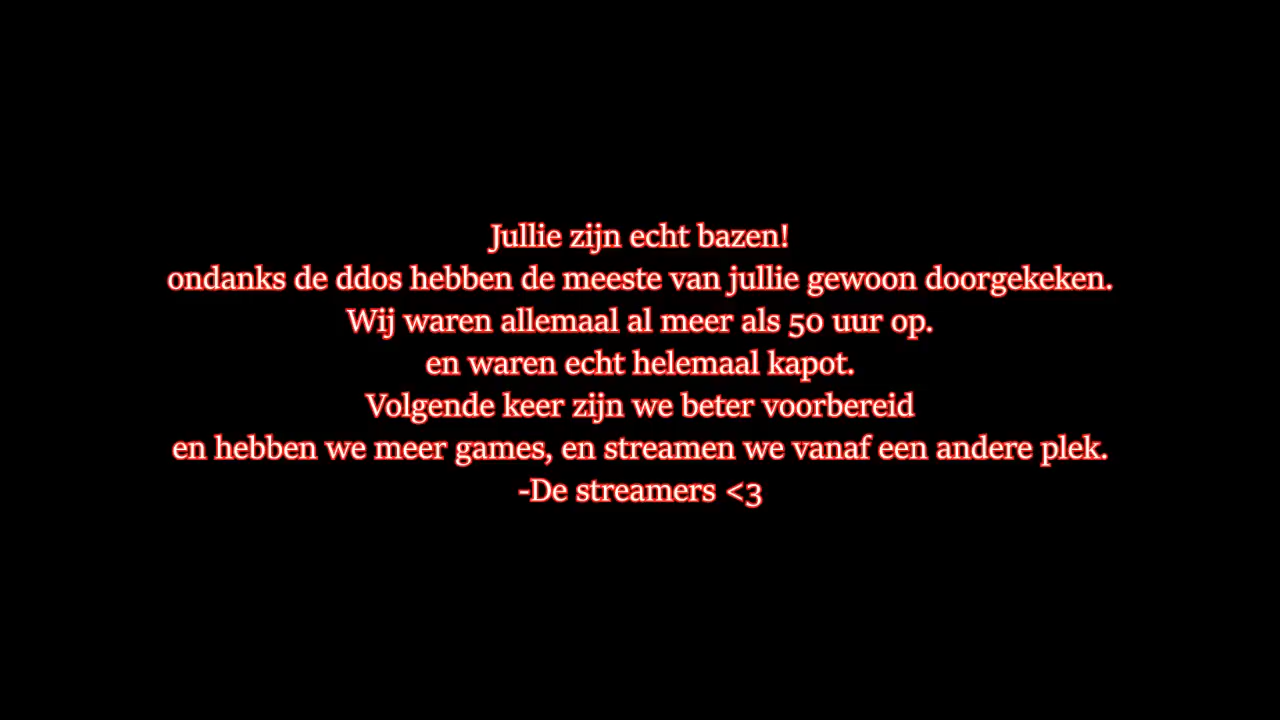 Jullie zijn echt bazen!
ondanks de ddos hebben de meeste van jullie gewoon doorgekeken.
Wij waren allemaal al meer als 50 uur op.
en waren echt helemaal kapot.
Volgende keer zijn we beter voorbereid
en hebben we meer games, en streamen we vanaf een andere plek.
-De streamers <3